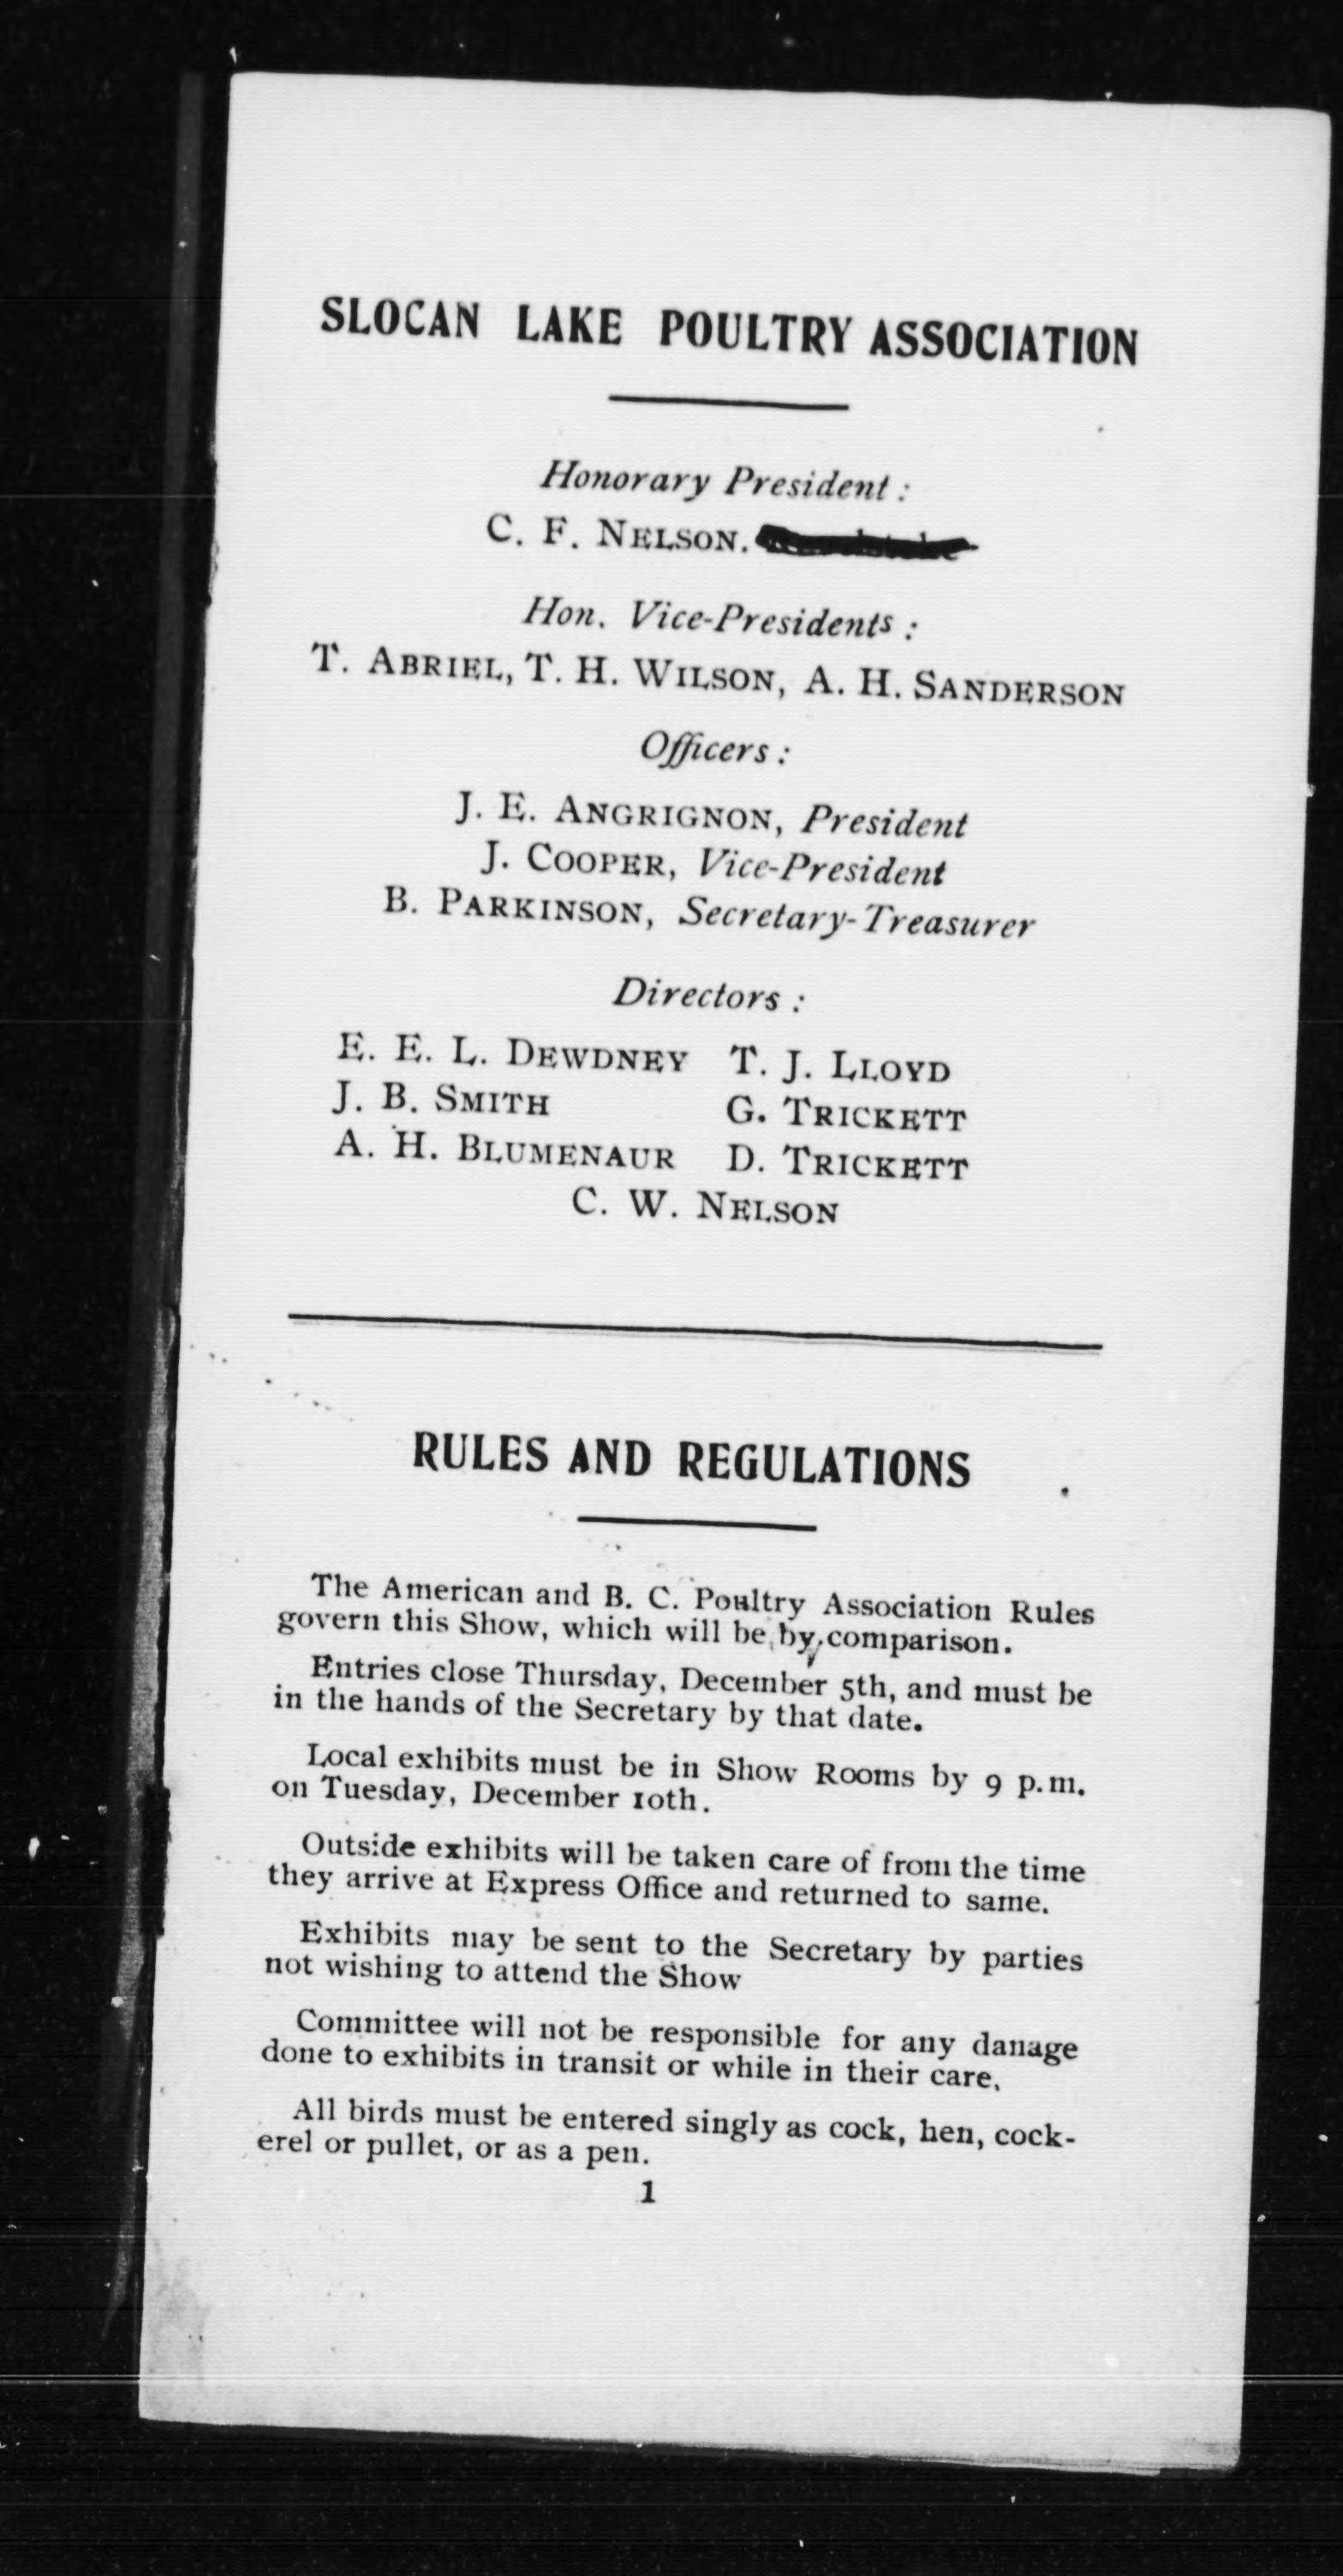 SLOCAN LAKE POULTRY ASSOCIATION
Honorary President :
C. F. NELSON.
Hon. Vice-Presidents :
T. ABRIEL, T. H. WILSON, A. H. SANDERSON
Officers :
J. E. ANGRIGNON, President
J. COOPER, Vice-President
B. PARKINSON, Secretary-Treasurer
Directors :
E. E. L. DEWDNEY T. J. LLOYD
J. B. SMITH G. TRICKETT
A. H. BLUMENAUR D. TRICKETT
C. W. NELSON
RULES AND REGULATIONS
The American and B. C. Poultry Association Rules
govern this Show, which will be by comparison.
Entries close Thursday, December 5th, and must be
in the hands of the Secretary by that date.
Local exhibits must be in Show Rooms by 9 p.m.
on Tuesday, December 10th.
Outside exhibits will be taken care of from the time
they arrive at Express Office and returned to same.
Exhibits may be sent to the Secretary by parties
not wishing to attend the Show
Committee will not be responsible for any danage
done to exhibits in transit or while in their care.
All birds must be entered singly as cock, hen, cock-
erel or pullet, or as a pen.
1